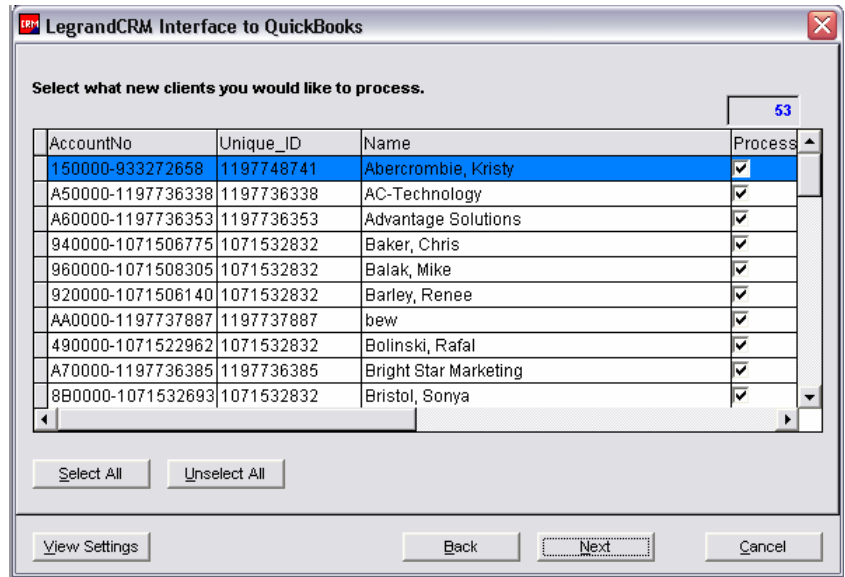 CRM LegrandCRM Interface to QuickBooks
Select what new clients you would like to process.
53
AccountNo Unique_ID Name Process
150000-933272658 1197748741 Abercrombie, Kristy
A50000-1197736338 1197736338 AC-Technology
A60000-1197736353 1197736353 Advantage Solutions
940000-1071506775 1071532832 Baker, Chris
960000-1071508305 1071532832 Balak, Mike
920000-1071506140 1071532832 Barley, Renee
AA0000-1197737887 1197737887 bew
490000-1071522962 1071532832 Bolinski, Rafal
A70000-1197736385 1197736385 Bright Star Marketing
8B0000-1071532693 1071532832 Bristol, Sonya
Select All Unselect All
View Settings Back Next Cancel